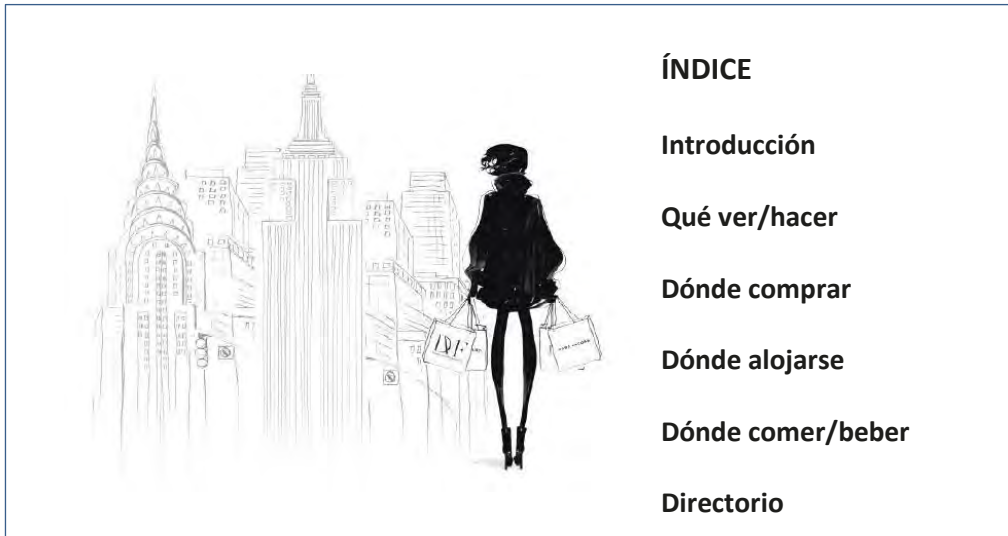 ÍNDICE
Introducción
Qué ver/hacer
Dónde comprar
Dónde alojarse
Dónde comer/beber
Directorio